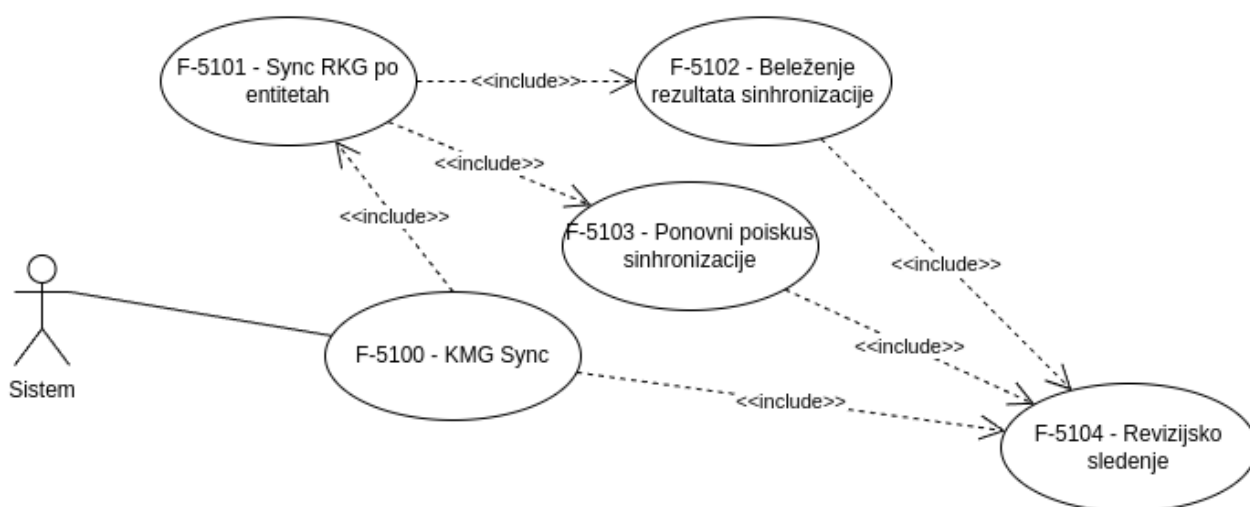 F-5101 - Sync RKG po
entitetah
<<include>>
F-5102 - Beleženje
rezultata sinhronizacije
<<include>>
<<include>>
F-5103 - Ponovni poiskus
sinhronizacije
<<include>>
Sistem
F-5100 - KMG Sync
<<include>>
<<include>>
F-5104 - Revizijsko
sledenje